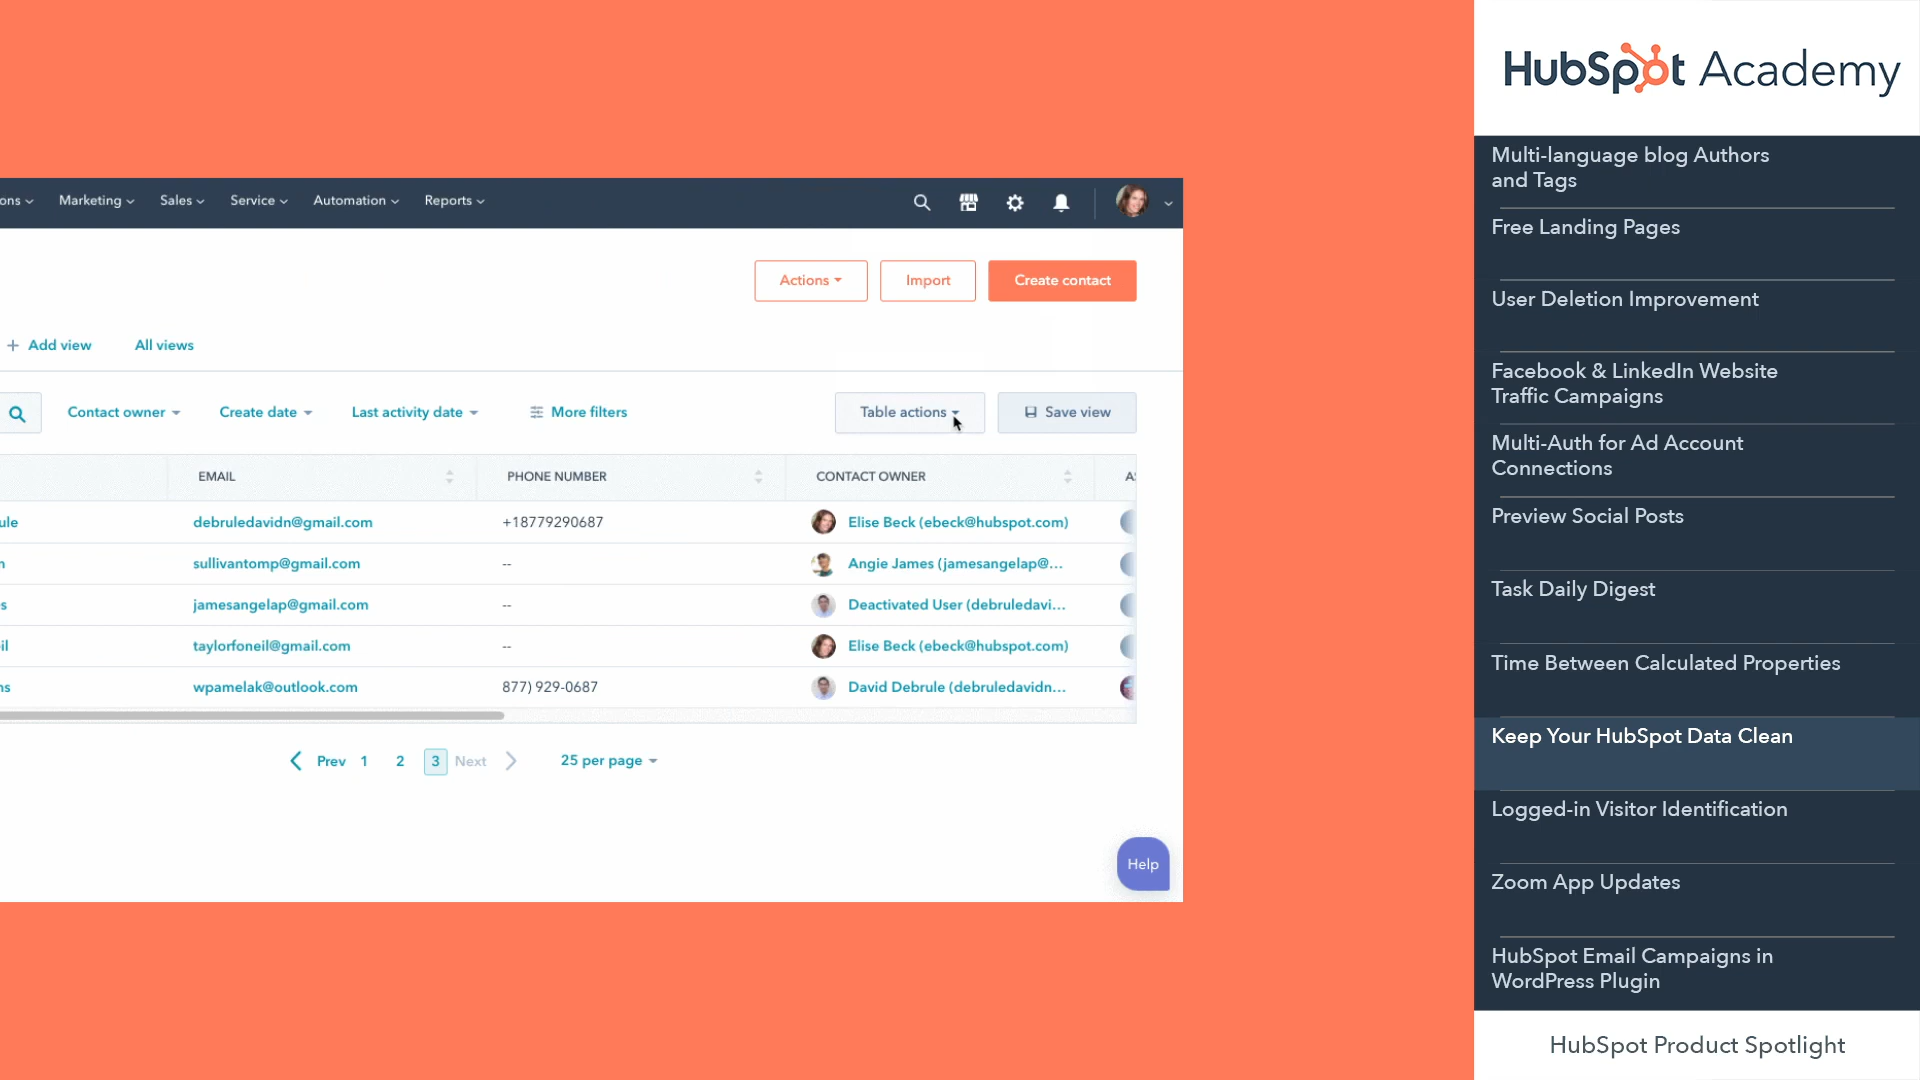 HubSpot Academy
ons
Marketing
Sales
Service
Automation
Reports
Actions
Import
Create contact
+ Add view
All views
Contact owner
Create date
Last activity date
More filters
Table actions
Save view
EMAIL
PHONE NUMBER
CONTACT OWNER
ule
debruledavidn@gmail.com
+18779290687
Elise Beck (ebeck@hubspot.com)
sullivantomp@gmail.com
--
Angie James (jamesangelap@...
s
jamesangelap@gmail.com
--
Deactivated User (debruledavi...
il
taylorfoneil@gmail.com
--
Elise Beck (ebeck@hubspot.com)
ns
wpamelak@outlook.com
877) 929-0687
David Debrule (debruledavidn...
Prev 1 2 3 Next
25 per page
Help
Multi-language blog Authors
and Tags
Free Landing Pages
User Deletion Improvement
Facebook & LinkedIn Website
Traffic Campaigns
Multi-Auth for Ad Account
Connections
Preview Social Posts
Task Daily Digest
Time Between Calculated Properties
Keep Your HubSpot Data Clean
Logged-in Visitor Identification
Zoom App Updates
HubSpot Email Campaigns in
WordPress Plugin
HubSpot Product Spotlight